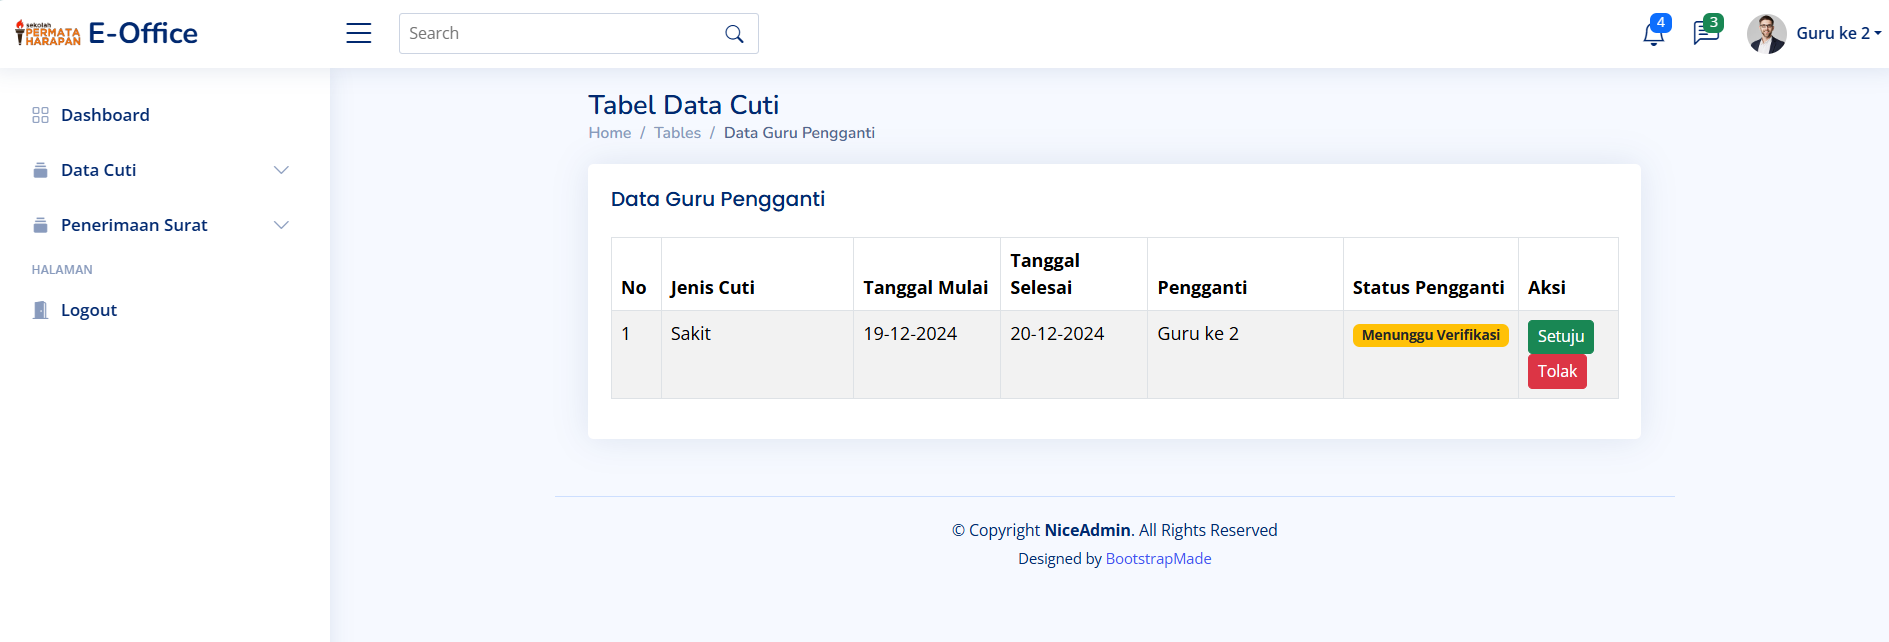 sekolah
PERMATA
HARAPAN
E-Office
Search
4
3
Guru ke 2
Dashboard
Data Cuti
Penerimaan Surat
HALAMAN
Logout
Tabel Data Cuti
Home / Tables / Data Guru Pengganti
Data Guru Pengganti
No Jenis Cuti Tanggal Mulai Tanggal Selesai Pengganti Status Pengganti Aksi
1 Sakit 19-12-2024 20-12-2024 Guru ke 2 Menunggu Verifikasi Setuju
Tolak
© Copyright NiceAdmin. All Rights Reserved
Designed by BootstrapMade